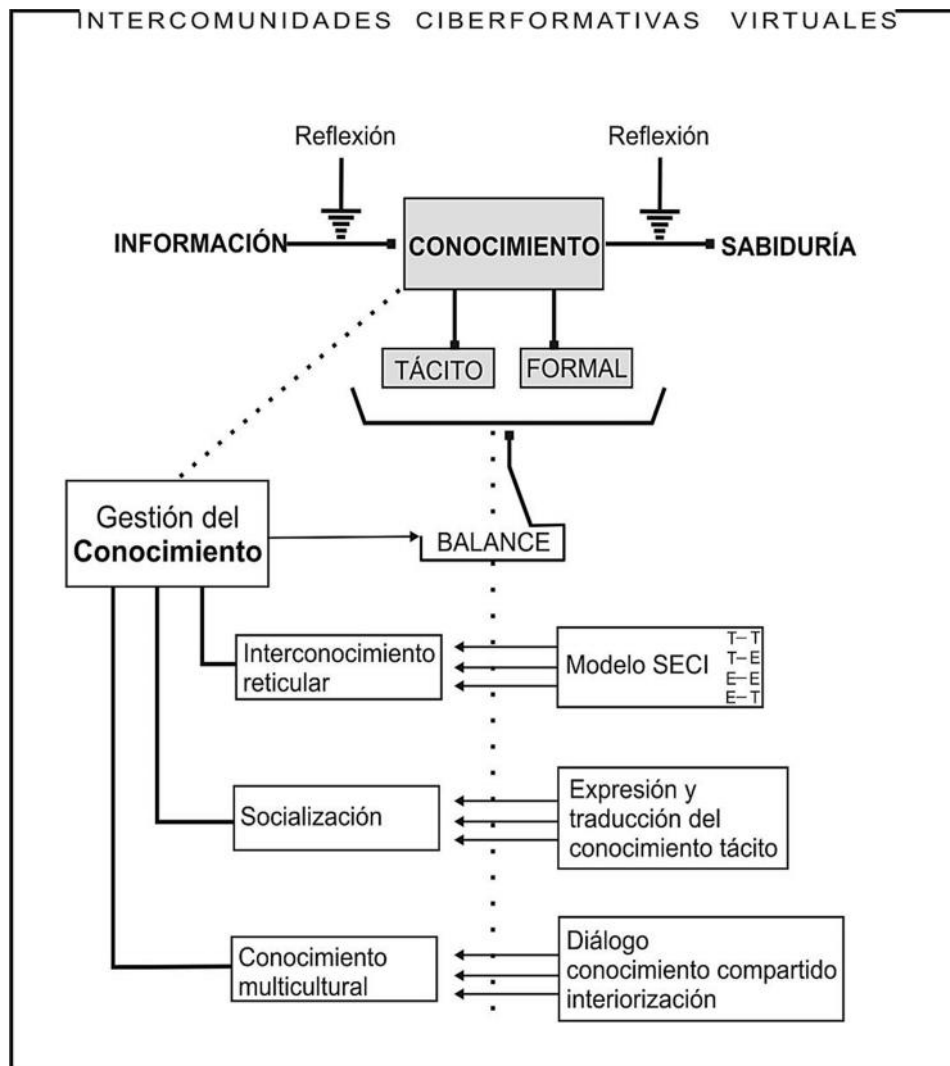 INTERCOMUNIDADES CIBERFORMATIVAS VIRTUALES
Reflexión
Reflexión
INFORMACIÓN
CONOCIMIENTO
SABIDURÍA
TÁCITO
FORMAL
Gestión del
Conocimiento
BALANCE
Interconocimiento
reticular
Modelo SECI
T–T
T–E
E–E
E–T
Socialización
Expresión y
traducción del
conocimiento tácito
Conocimiento
multicultural
Diálogo
conocimiento compartido
interiorización